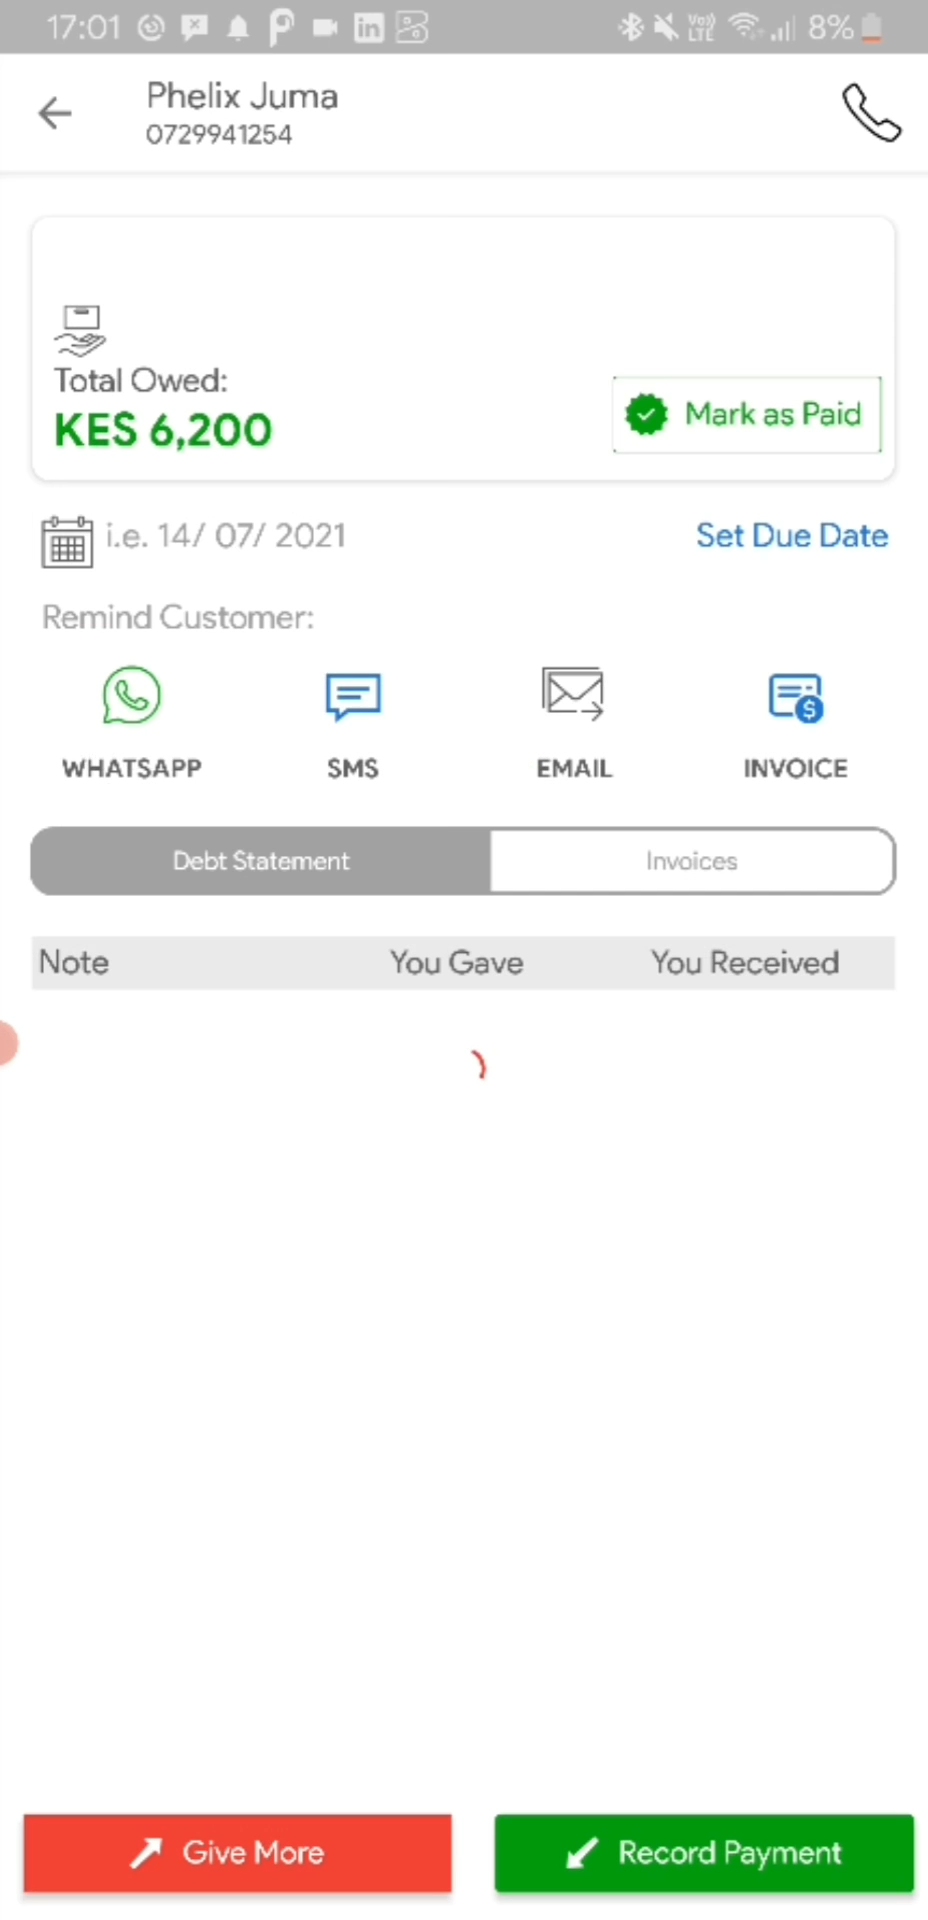 17:01 8%
Phelix Juma
0729941254
Total Owed:
KES 6,200
Mark as Paid
i.e. 14/ 07/ 2021
Set Due Date
Remind Customer:
WHATSAPP SMS EMAIL INVOICE
Debt Statement Invoices
Note You Gave You Received
Give More Record Payment